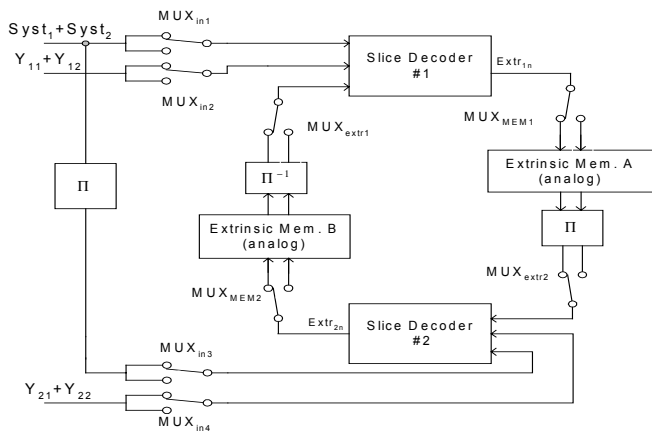 Syst₁+Syst₂
MUXin1
Y₁₁+Y₁₂
MUXin2
Slice Decoder
#1
Extr1n
MUXextr1
MUXMEM1
Π
Π⁻¹
Extrinsic Mem. A
(analog)
Extrinsic Mem. B
(analog)
Π
MUXextr2
MUXMEM2
Extr2n
Slice Decoder
#2
MUXin3
Y₂₁+Y₂₂
MUXin4